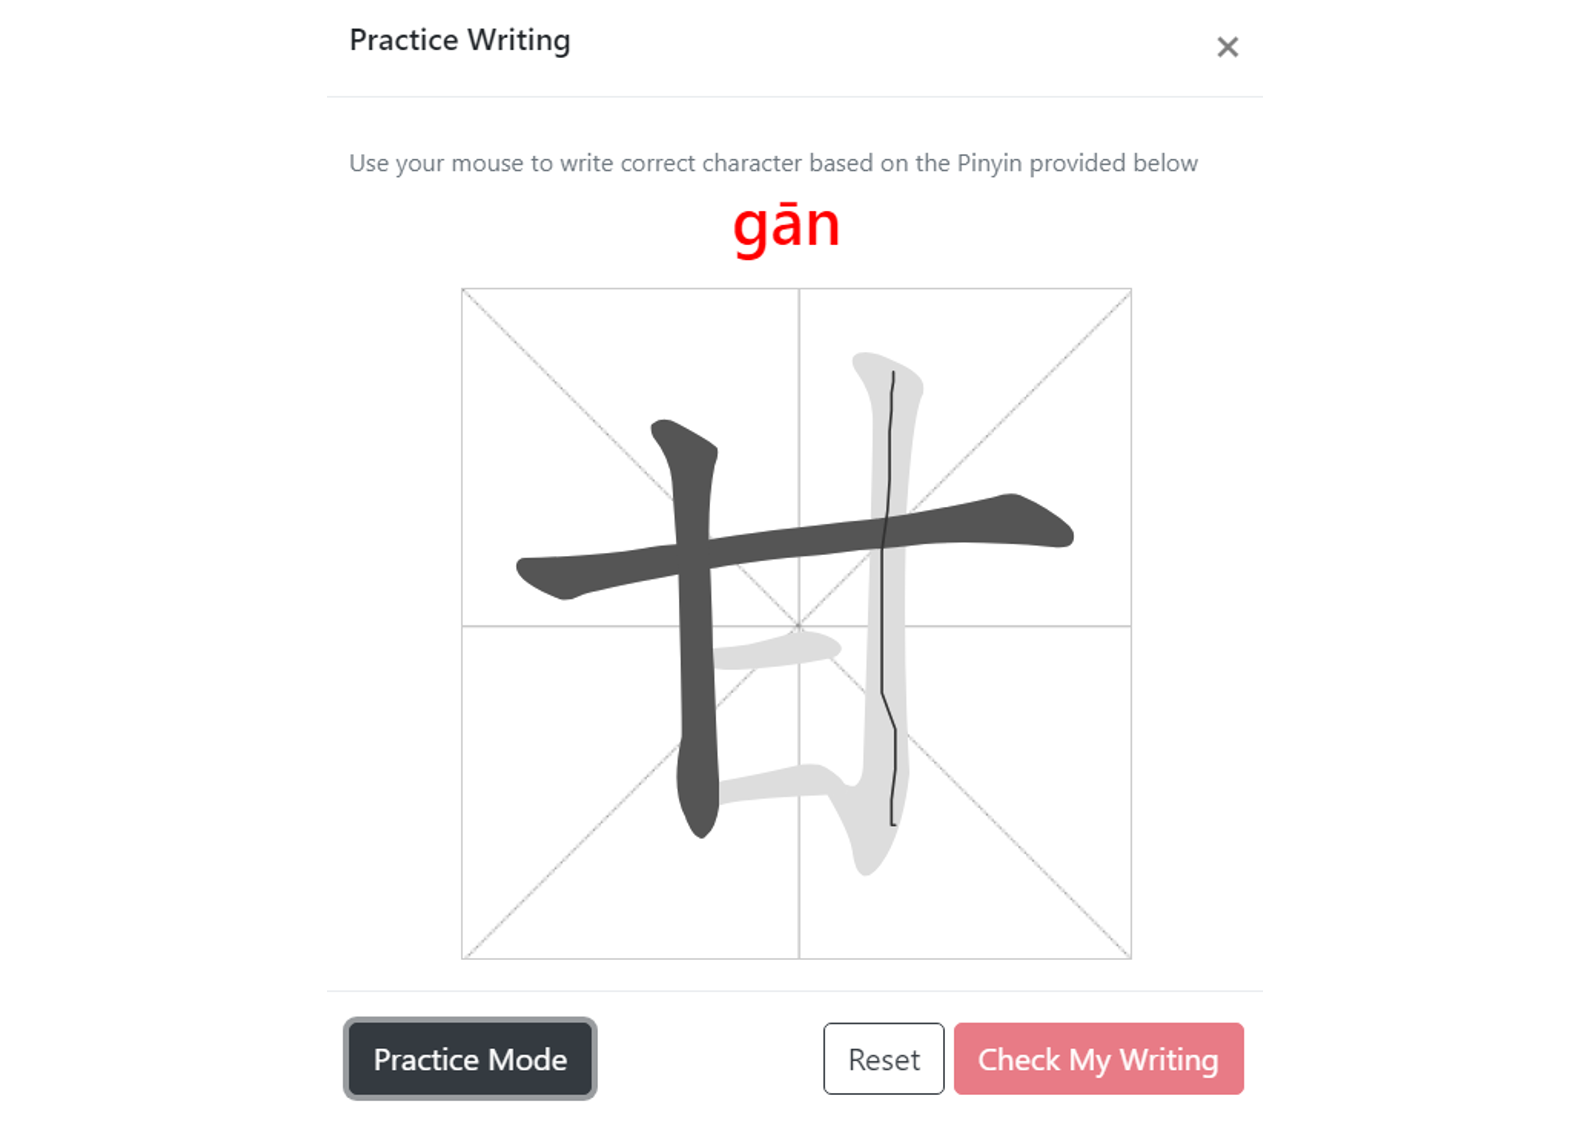 Practice Writing
×
Use your mouse to write correct character based on the Pinyin provided below
gān
甘
Practice Mode
Reset
Check My Writing